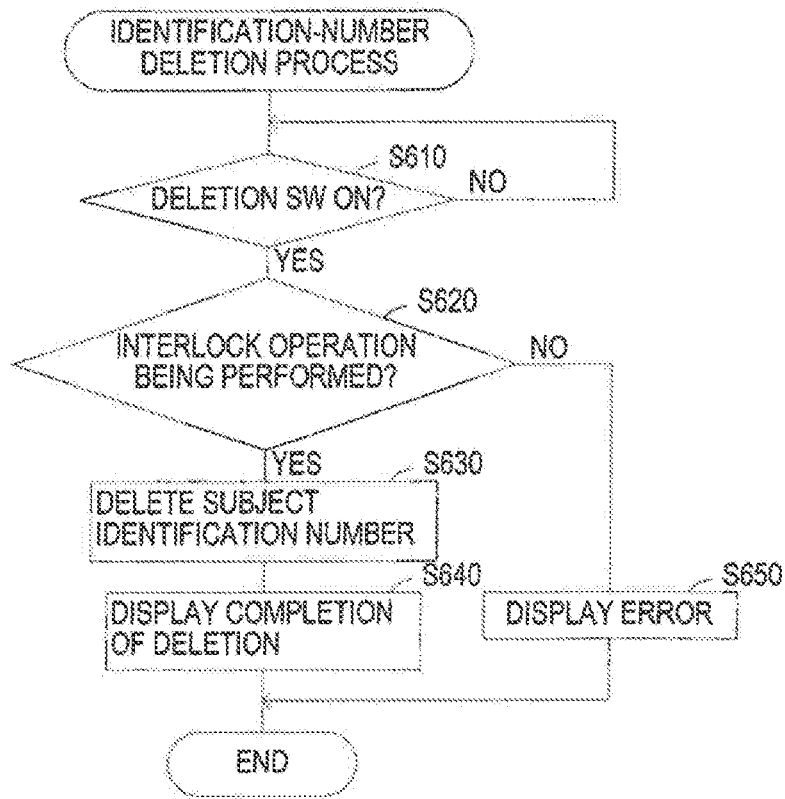 IDENTIFICATION-NUMBER
DELETION PROCESS
S610
DELETION SW ON?
NO
YES
S620
INTERLOCK OPERATION
BEING PERFORMED?
NO
YES
S630
DELETE SUBJECT
IDENTIFICATION NUMBER
S640
DISPLAY COMPLETION
OF DELETION
S650
DISPLAY ERROR
END